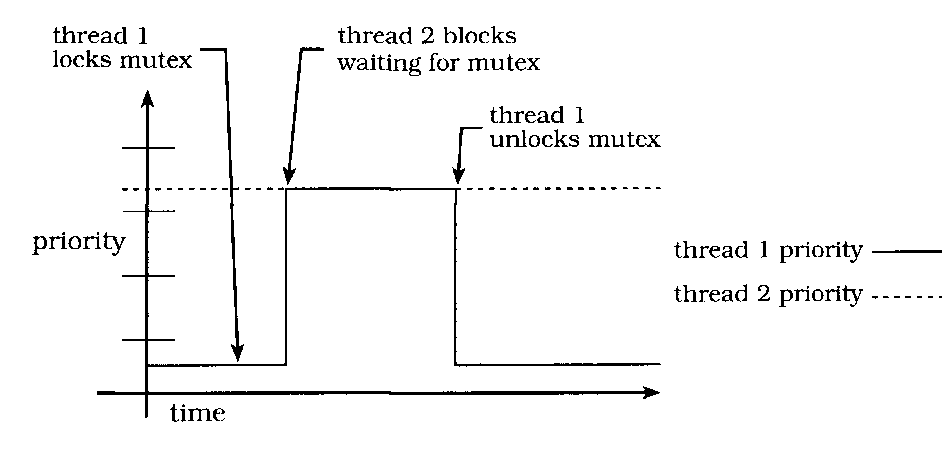 thread 1
locks mutex
thread 2 blocks
waiting for mutex
thread 1
unlocks mutex
priority
thread 1 priority
thread 2 priority
time